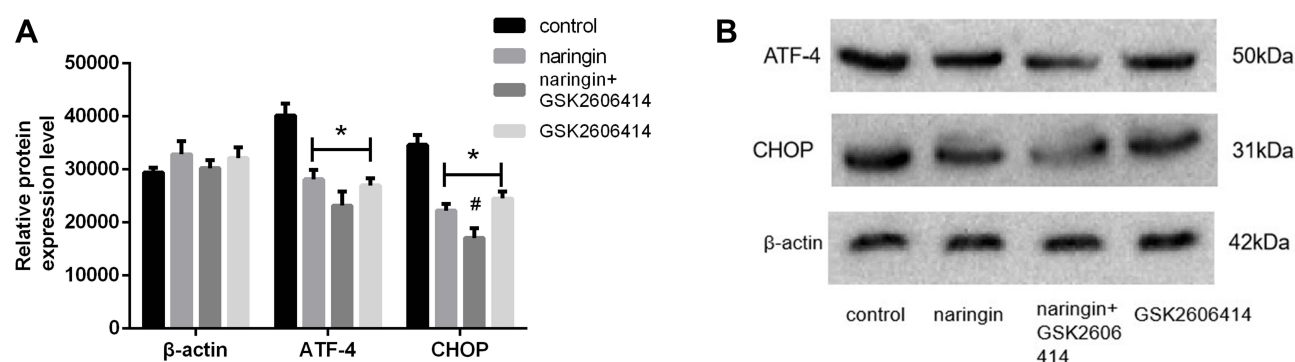 A
control
naringin
naringin+
GSK2606414
GSK2606414
Relative protein
expression level
50000
40000
30000
20000
10000
0
*
*
#
β-actin
ATF-4
CHOP
B
ATF-4
50kDa
CHOP
31kDa
β-actin
42kDa
control
naringin
naringin+
GSK2606
414
GSK2606414